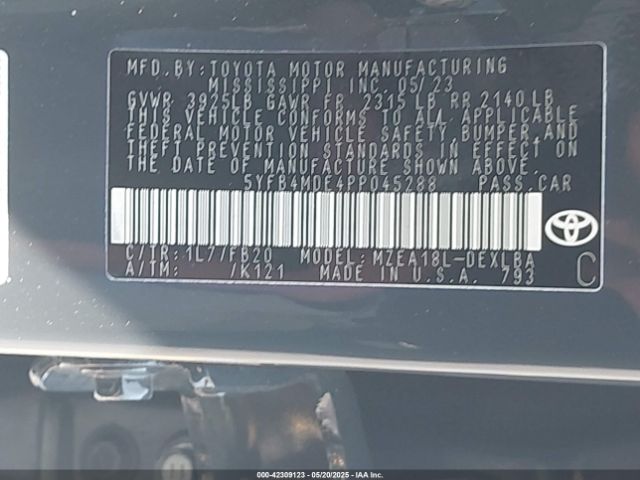 MFD.BY:TOYOTA MOTOR MANUFACTURING
MISSISSIPPI INC. 05/23
GVWR 3925LB GAWR FR 2315 LB RR 2140 LB
THIS VEHICLE CONFORMS TO ALL APPLICABLE
FEDERAL MOTOR VEHICLE SAFETY, BUMPER AND
THEFT PREVENTION STANDARDS IN EFFECT ON
THE DATE OF MANUFACTURE SHOWN ABOVE.
5YFB4MDE4PP045288 PASS.CAR
C/TR:1L7/FB20 MODEL:MZEA18L-DEXLBA
A/TM: /K121 MADE IN U.S.A. 793
C
000-42309123 — 05/20/2025 — IAA Inc.